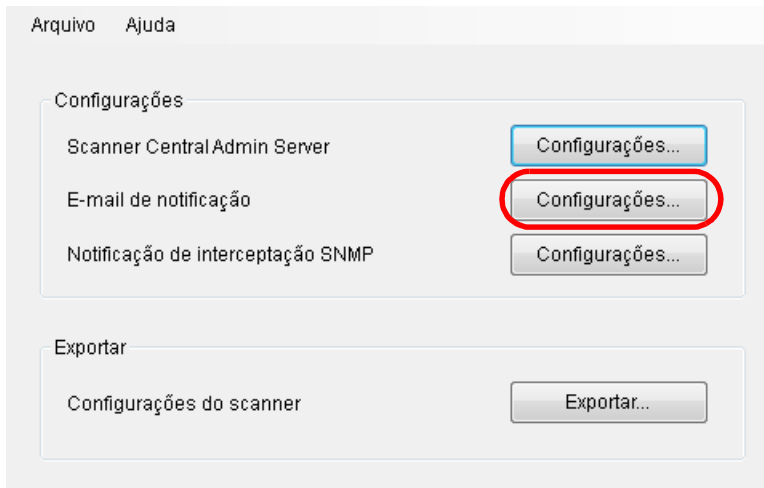 Arquivo Ajuda
Configurações
Scanner Central Admin Server Configurações...
E-mail de notificação Configurações...
Notificação de interceptação SNMP Configurações...
Exportar
Configurações do scanner Exportar...